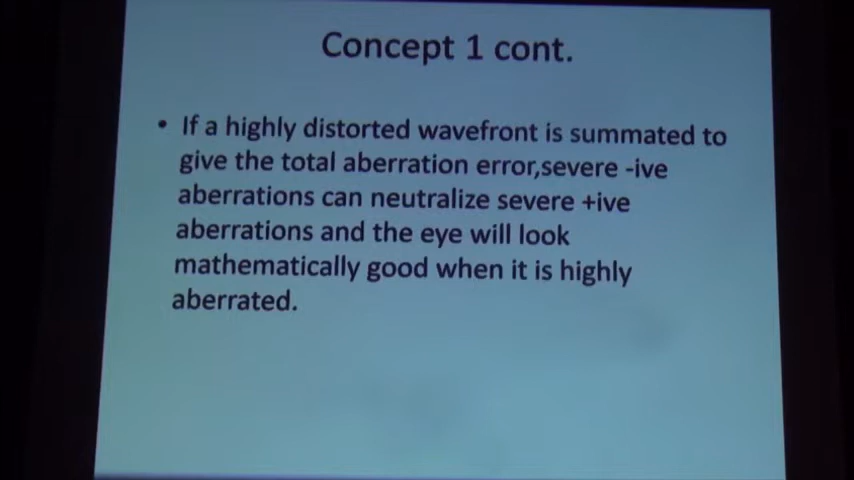 Concept 1 cont.
• If a highly distorted wavefront is summated to
give the total aberration error,severe -ive
aberrations can neutralize severe +ive
aberrations and the eye will look
mathematically good when it is highly
aberrated.